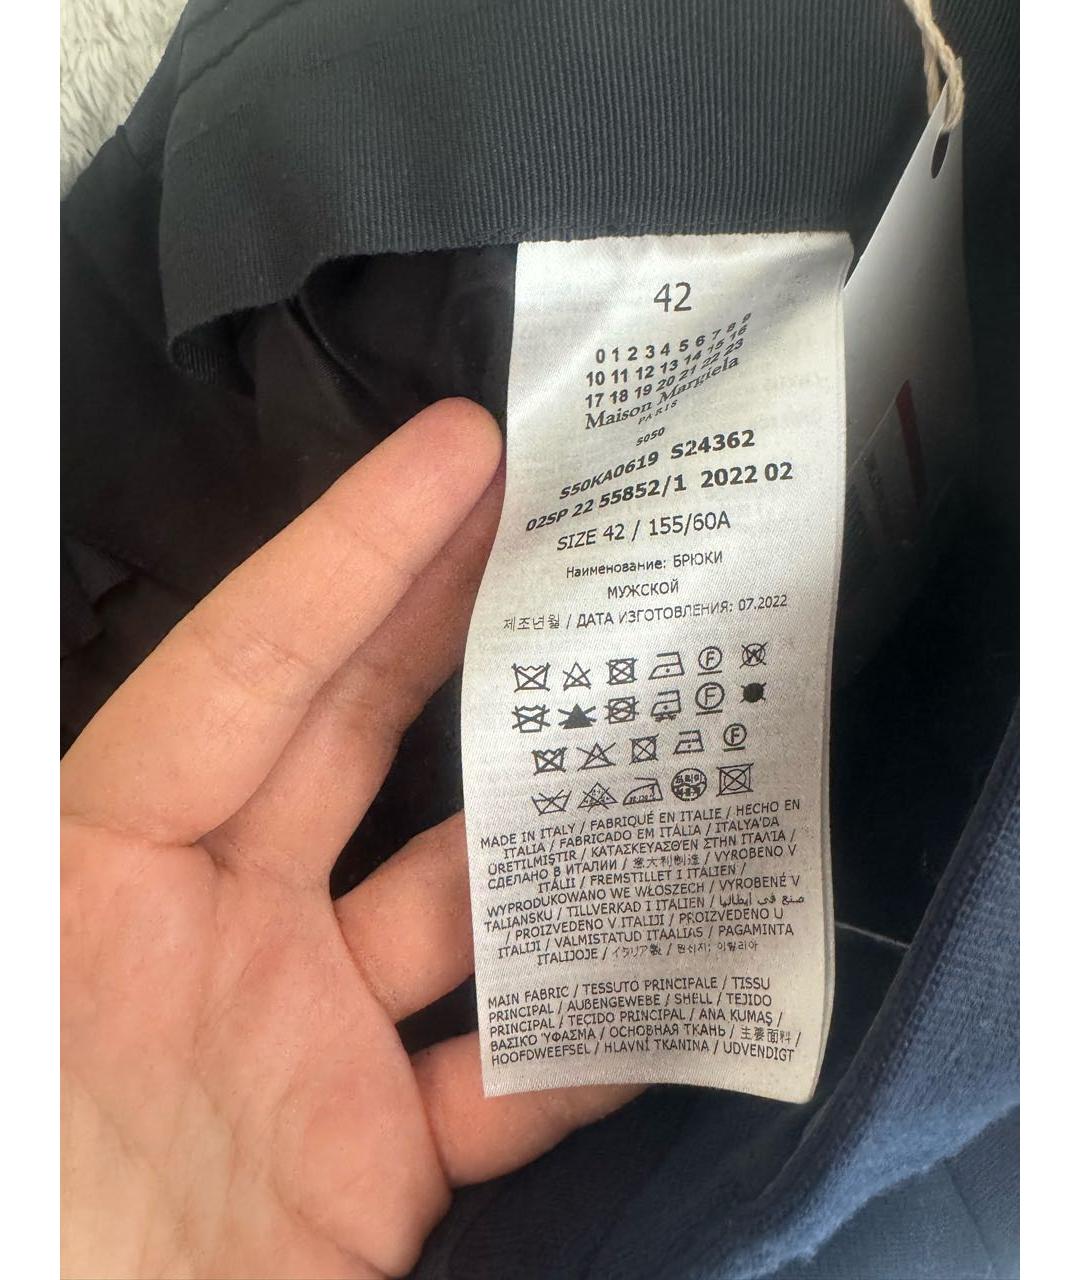 42
0 1 2 3 4 5 6 7 8 9
10 11 12 13 14 15 16
17 18 19 20 21 22 23
Maison Margiela
PARIS
5050
S50KA0619 S24362
02SP 22 55852/1 2022 02
SIZE 42 / 155/60A
Наименование: БРЮКИ
МУЖСКОЙ
제조년월 / ДАТА ИЗГОТОВЛЕНИЯ: 07.2022
MADE IN ITALY / FABRIQUÉ EN ITALIE / HECHO EN
ITALIA / FABRICADO EM ITÁLIA / ITALYA'DA
ÜRETILMIŞTIR / ΚΑΤΑΣΚΕΥΑΣΘΕΝ ΣΤΗΝ ΙΤΑΛΙΑ /
СДЕЛАНО В ИТАЛИИ / 意大利制造 / VYROBENO V
ITÁLII / FREMSTILLET I ITALIEN /
WYPRODUKOWANO WE WŁOSZECH / VYROBENÉ V
TALIANSKU / TILLVERKAD I ITALIEN / صنع في أيطاليا
/ PROIZVEDENO V ITALIJI / PROIZVEDENO U
ITALIJI / VALMISTATUD ITAALIAS / PAGAMINTA
ITALIJOJE / イタリア製 / 원산지: 이탈리아
MAIN FABRIC / TESSUTO PRINCIPALE / TISSU
PRINCIPAL / AUßENGEWEBE / SHELL / TEJIDO
PRINCIPAL / TECIDO PRINCIPAL / ANA KUMAŞ /
ΒΑΣΙΚΟ ΎΦΑΣΜΑ / ОСНОВНАЯ ТКАНЬ / 主要面料 /
HOOFDWEEFSEL / HLAVNÍ TKANINA / UDVENDIGT